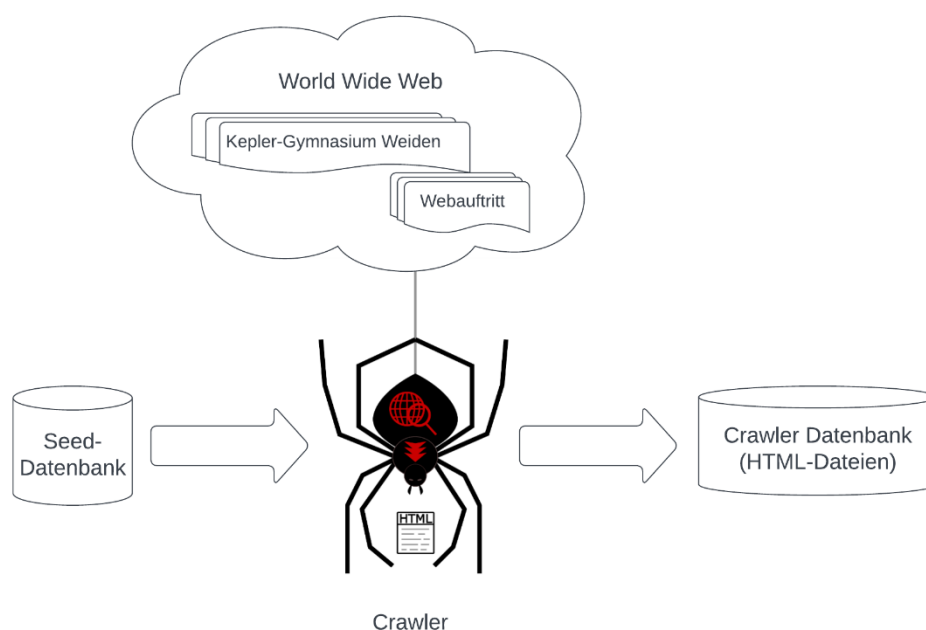 World Wide Web
Kepler-Gymnasium Weiden
Webauftritt
Seed-
Datenbank
Crawler Datenbank
(HTML-Dateien)
HTML
Crawler